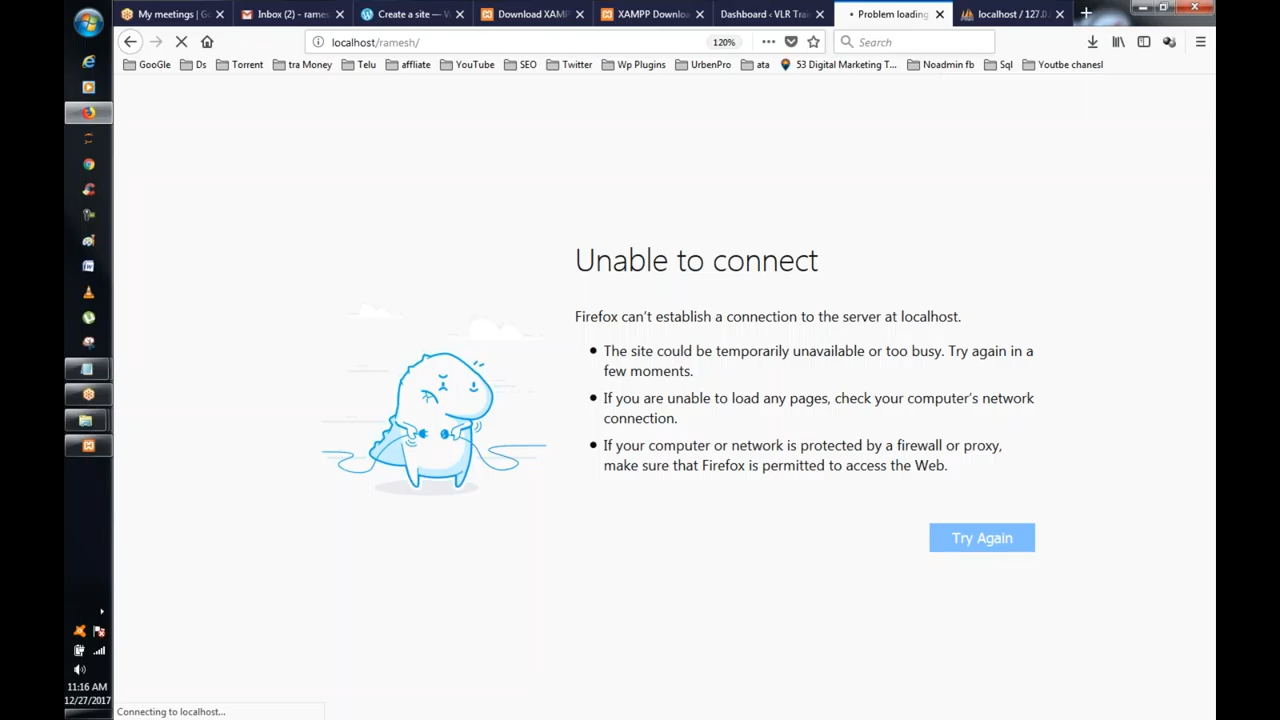 My meetings | G
Inbox (2) - rames
Create a site — W
Download XAMP
XAMPP Downloa
Dashboard ‹ VLR Trai
Problem loading
localhost / 127.0.
localhost/ramesh/
120%
Search
GooGle
Ds
Torrent
tra Money
Telu
affliate
YouTube
SEO
Twitter
Wp Plugins
UrbenPro
ata
53 Digital Marketing T...
Noadmin fb
Sql
Youtbe chanesl
Unable to connect
Firefox can’t establish a connection to the server at localhost.
The site could be temporarily unavailable or too busy. Try again in a
few moments.
If you are unable to load any pages, check your computer’s network
connection.
If your computer or network is protected by a firewall or proxy,
make sure that Firefox is permitted to access the Web.
Try Again
11:16 AM
12/27/2017
Connecting to localhost...